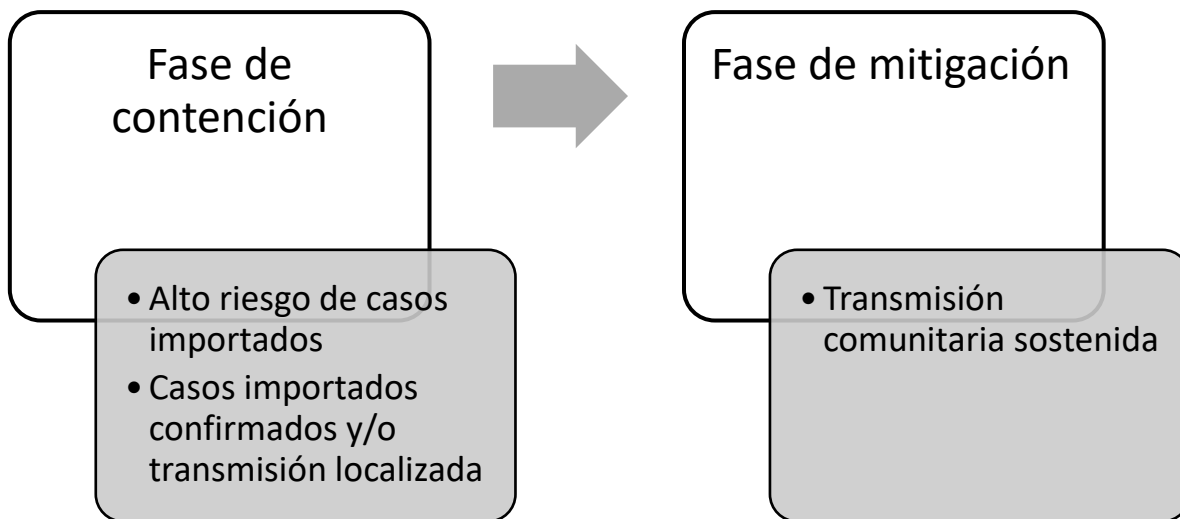 Fase de
contención
• Alto riesgo de casos
importados
• Casos importados
confirmados y/o
transmisión localizada
Fase de mitigación
• Transmisión
comunitaria sostenida